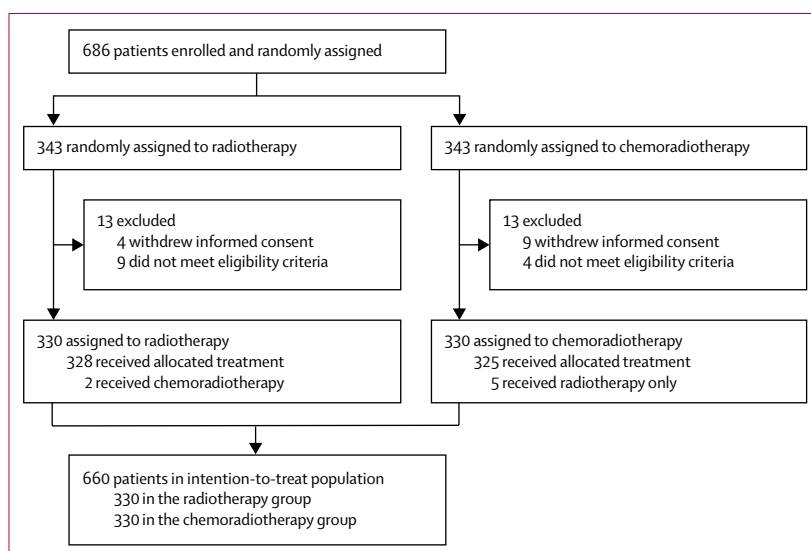 686 patients enrolled and randomly assigned
343 randomly assigned to radiotherapy
343 randomly assigned to chemoradiotherapy
13 excluded
4 withdrew informed consent
9 did not meet eligibility criteria
13 excluded
9 withdrew informed consent
4 did not meet eligibility criteria
330 assigned to radiotherapy
328 received allocated treatment
2 received chemoradiotherapy
330 assigned to chemoradiotherapy
325 received allocated treatment
5 received radiotherapy only
660 patients in intention-to-treat population
330 in the radiotherapy group
330 in the chemoradiotherapy group